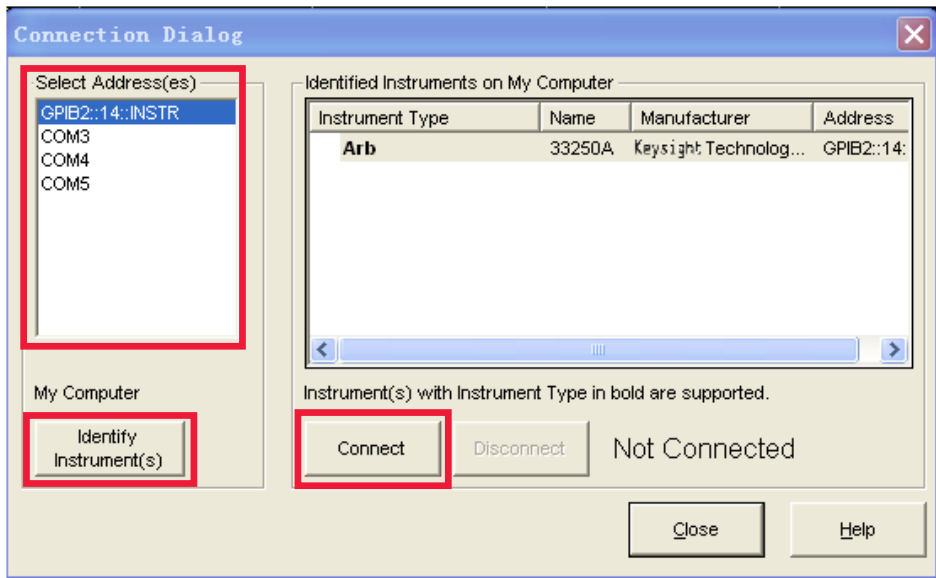 Connection Dialog
Select Address(es)
GPIB2::14::INSTR
COM3
COM4
COM5
My Computer
Identify
Instrument(s)
Identified Instruments on My Computer
Instrument Type Name Manufacturer Address
Arb 33250A Keysight Technolog... GPIB2::14:
Instrument(s) with Instrument Type in bold are supported.
Connect Disconnect Not Connected
Close Help